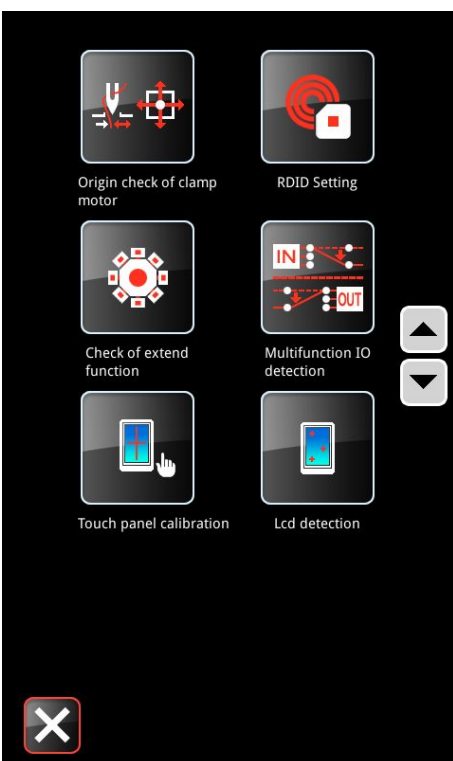 Origin check of clamp
motor
RDID Setting
IN
OUT
Check of extend
function
Multifunction IO
detection
Touch panel calibration
Lcd detection